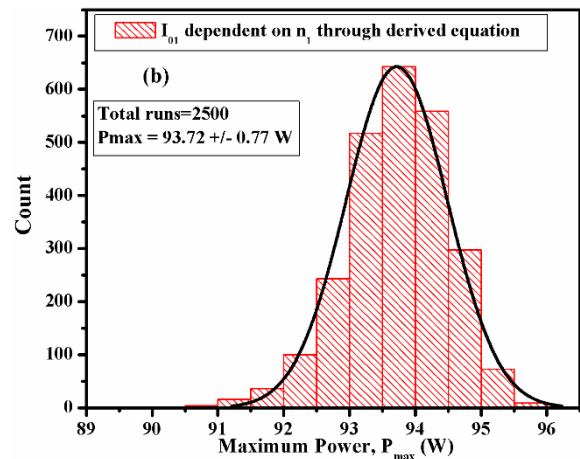 I₀₁ dependent on n₁ through derived equation
(b)
Total runs=2500
Pmax = 93.72 +/- 0.77 W
Count
700
600
500
400
300
200
100
0
89 90 91 92 93 94 95 96
Maximum Power, Pₘₐₓ (W)